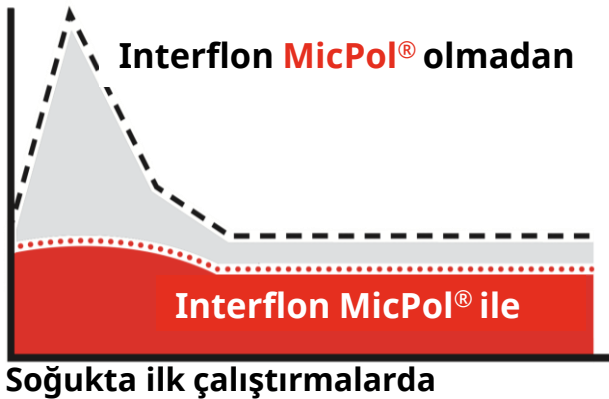 Interflon MicPol® olmadan
Interflon MicPol® ile
Soğukta ilk çalıştırmalarda